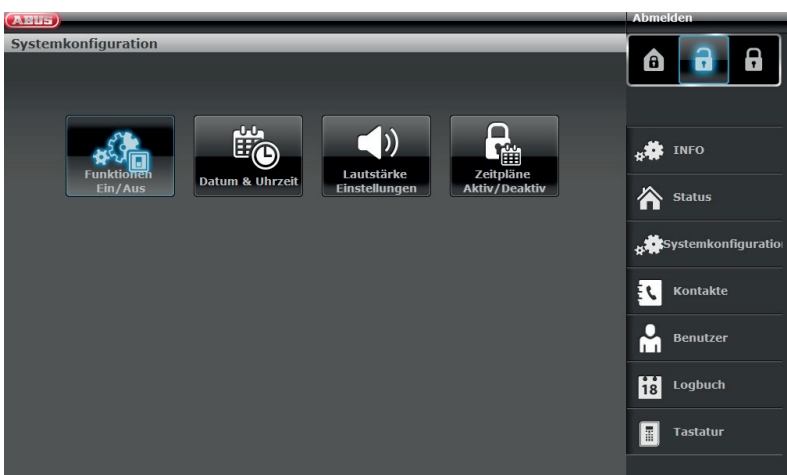 ABUS
Abmelden
Systemkonfiguration
Funktionen
Ein/Aus
Datum & Uhrzeit
Lautstärke
Einstellungen
Zeitpläne
Aktiv/Deaktiv
INFO
Status
Systemkonfiguratio
Kontakte
Benutzer
18
Logbuch
Tastatur